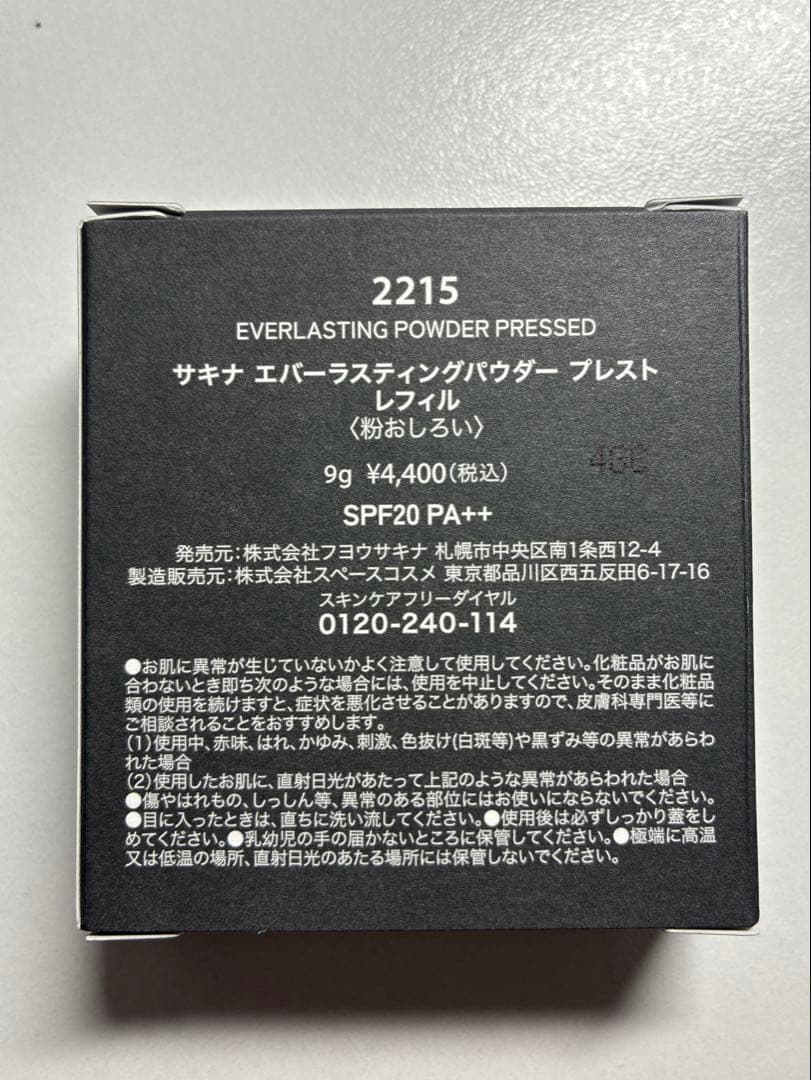 2215
EVERLASTING POWDER PRESSED
サキナ エバーラスティングパウダー プレスト
レフィル
〈粉おしろい〉
9g ¥4,400(税込)
SPF20 PA++
発売元:株式会社フヨウサキナ 札幌市中央区南1条西12-4
製造販売元:株式会社スペースコスメ 東京都品川区西五反田6-17-16
スキンケアフリーダイヤル
0120-240-114
●お肌に異常が生じていないかよく注意して使用してください。化粧品がお肌に
合わないとき即ち次のような場合には、使用を中止してください。そのまま化粧品
類の使用を続けますと、症状を悪化させることがありますので、皮膚科専門医等に
ご相談されることをおすすめします。
(1)使用中、赤味、はれ、かゆみ、刺激、色抜け(白斑等)や黒ずみ等の異常があらわ
れた場合
(2)使用したお肌に、直射日光があたって上記のような異常があらわれた場合
●傷やはれもの、しっしん等、異常のある部位にはお使いにならないでください。
●目に入ったときは、直ちに洗い流してください。●使用後は必ずしっかり蓋をし
めてください。●乳幼児の手の届かないところに保管してください。●極端に高温
又は低温の場所、直射日光のあたる場所には保管しないでください。